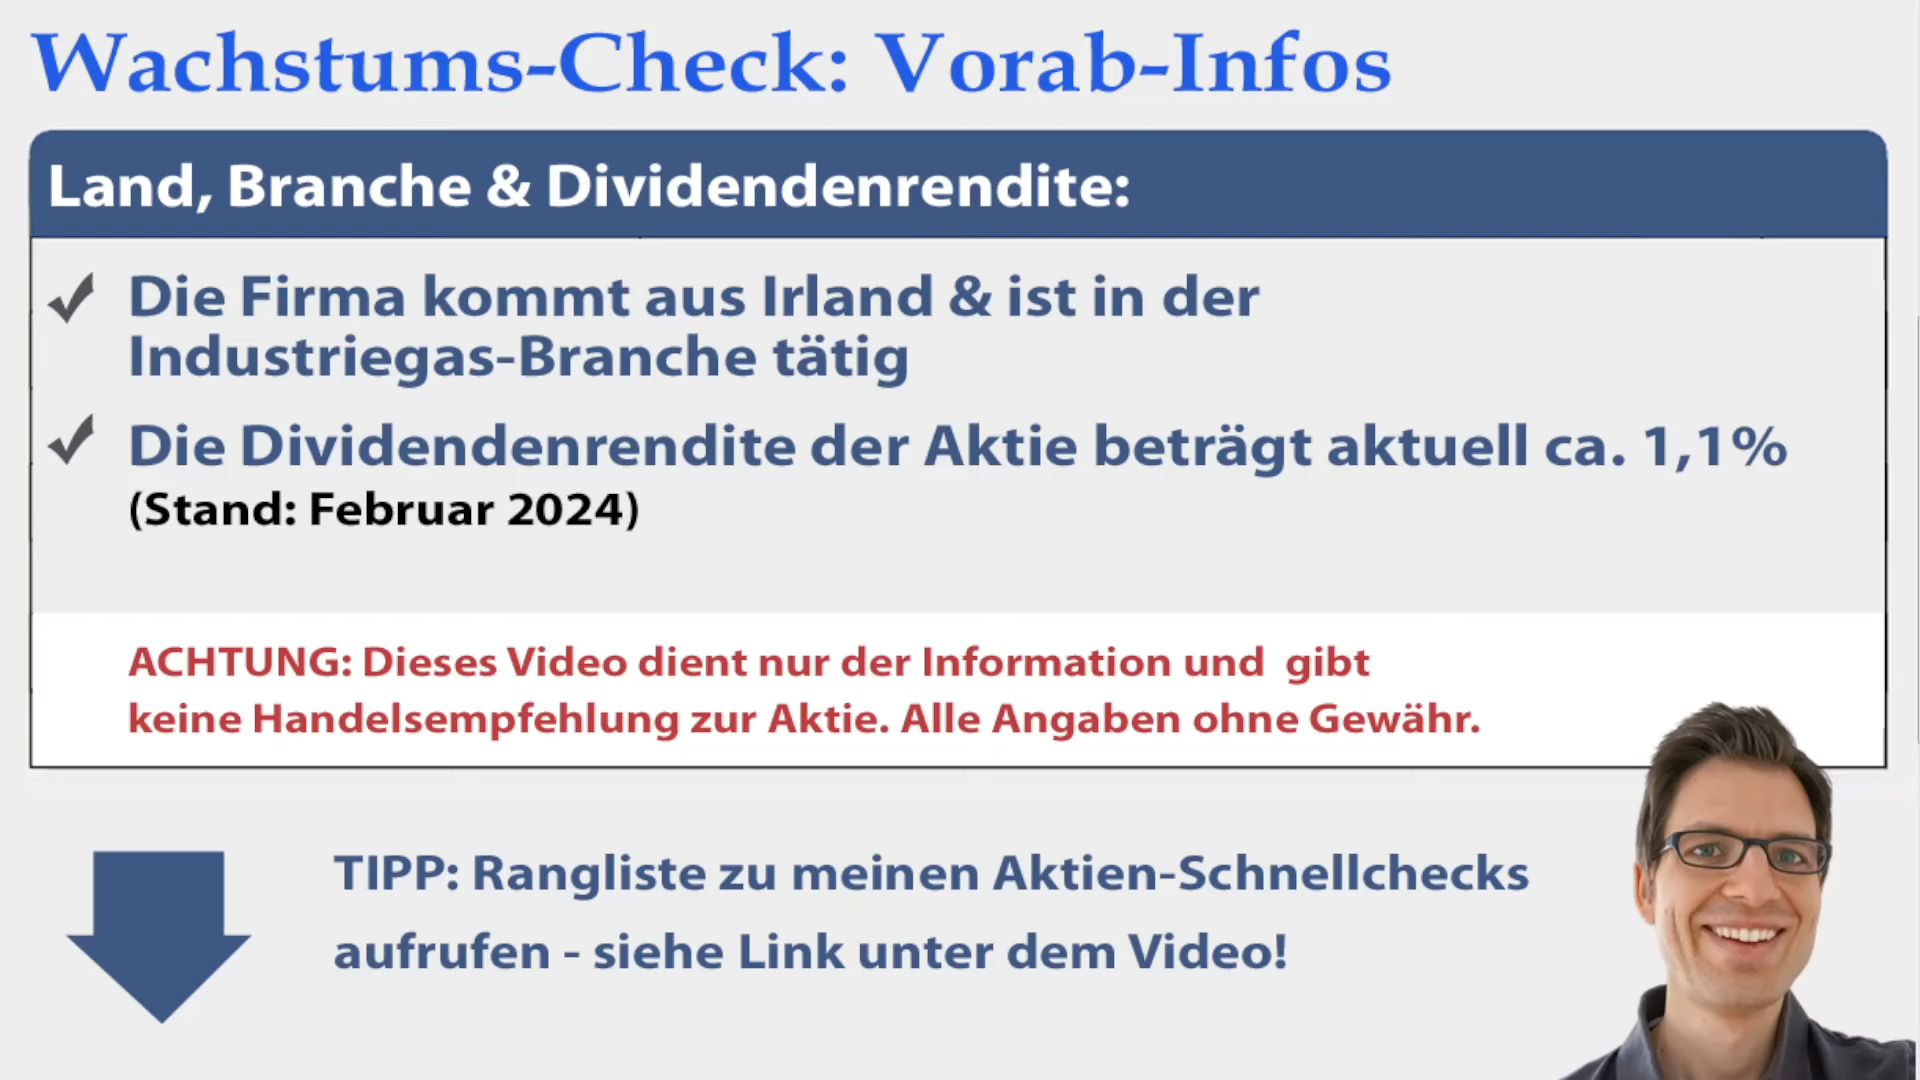 Wachstums-Check: Vorab-Infos
Land, Branche & Dividendenrendite:
Die Firma kommt aus Irland & ist in der
Industriegas-Branche tätig
Die Dividendenrendite der Aktie beträgt aktuell ca. 1,1%
(Stand: Februar 2024)
ACHTUNG: Dieses Video dient nur der Information und gibt
keine Handelsempfehlung zur Aktie. Alle Angaben ohne Gewähr.
TIPP: Rangliste zu meinen Aktien-Schnellchecks
aufrufen - siehe Link unter dem Video!